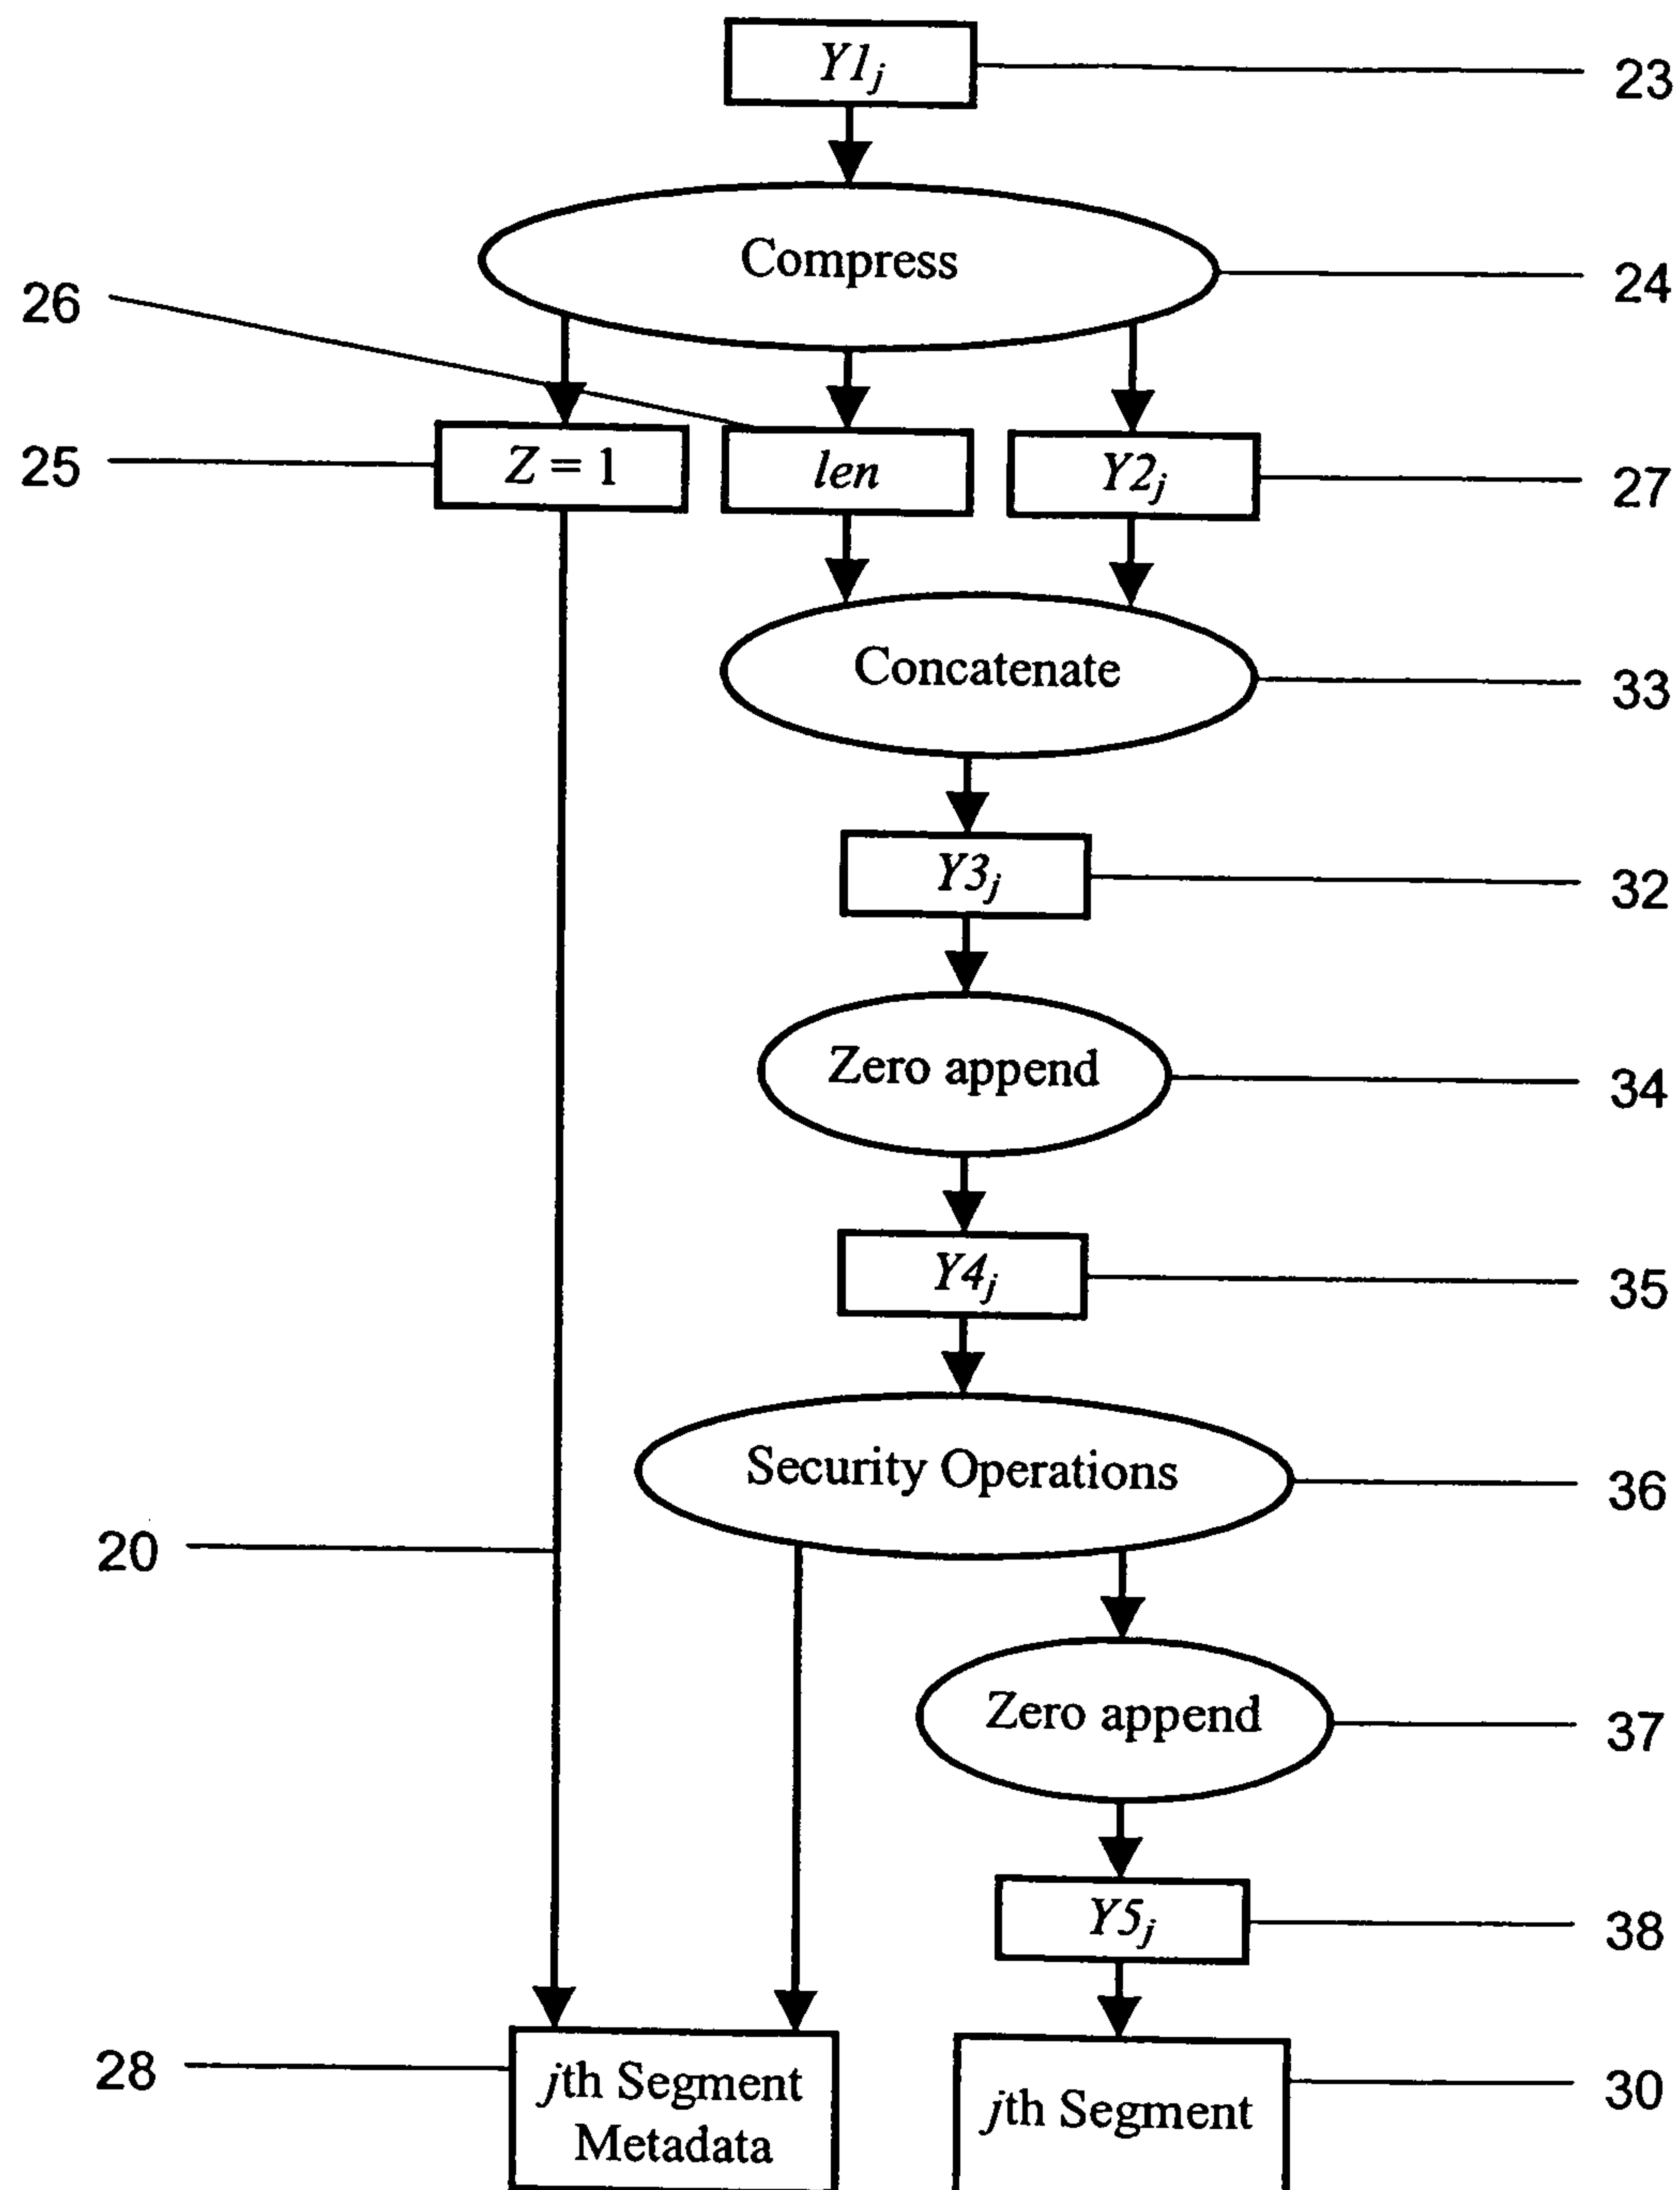 Y1j
23
Compress
24
26
25
Z = 1
len
Y2j
27
Concatenate
33
Y3j
32
Zero append
34
Y4j
35
Security Operations
36
20
Zero append
37
Y5j
38
28
jth Segment
Metadata
jth Segment
30